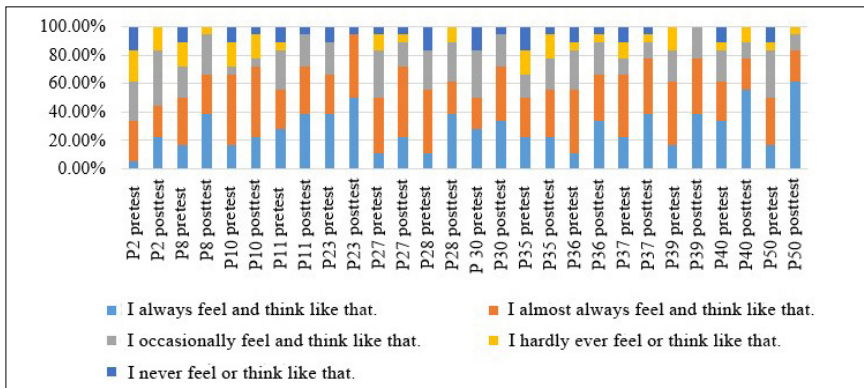 100.00%
80.00%
60.00%
40.00%
20.00%
0.00%
P2 pretest
P2 posttest
P8 pretest
P8 posttest
P10 pretest
P10 posttest
P11 pretest
P11 posttest
P23 pretest
P23 posttest
P27 pretest
P27 posttest
P28 pretest
P28 posttest
P 30 pretest
P30 posttest
P35 pretest
P35 posttest
P36 pretest
P36 posttest
P37 pretest
P37 posttest
P39 pretest
P39 posttest
P40 pretest
P40 posttest
P50 pretest
P50 posttest
I always feel and think like that.
I almost always feel and think like that.
I occasionally feel and think like that.
I hardly ever feel or think like that.
I never feel or think like that.